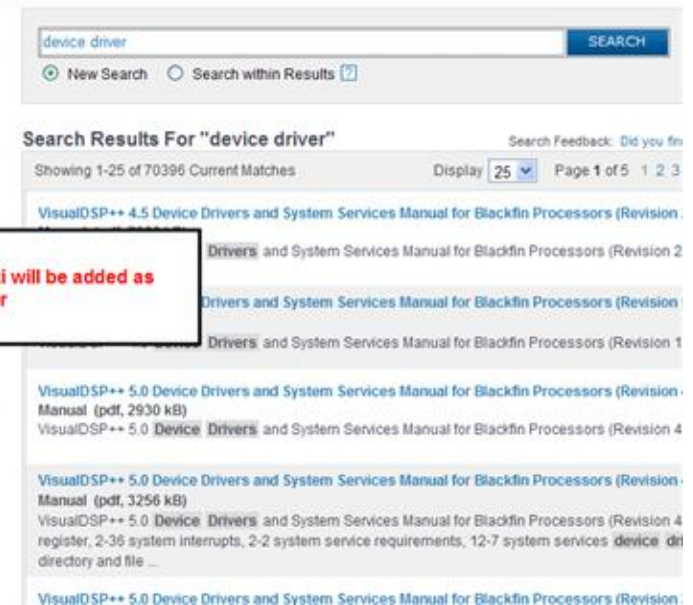 device driver
SEARCH
New Search Search within Results [?]
Search Results For "device driver"
Search Feedback: Did you
Showing 1-25 of 70396 Current Matches
Display 25 Page 1 of 5 1 2 3
VisualDSP++ 4.5 Device Drivers and System Services Manual for Blackfin Processors (Revision
Drivers and System Services Manual for Blackfin Processors (Revision 2
will be added as
Drivers and System Services Manual for Blackfin Processors (Revision
Drivers and System Services Manual for Blackfin Processors (Revision 1
VisualDSP++ 5.0 Device Drivers and System Services Manual for Blackfin Processors (Revision
Manual (pdf, 2930 kB)
VisualDSP++ 5.0 Device Drivers and System Services Manual for Blackfin Processors (Revision 4
VisualDSP++ 5.0 Device Drivers and System Services Manual for Blackfin Processors (Revision
Manual (pdf, 3256 kB)
VisualDSP++ 5.0 Device Drivers and System Services Manual for Blackfin Processors (Revision 4
register, 2-36 system interrupts, 2-2 system service requirements, 12-7 system services device
directory and file ...
VisualDSP++ 5.0 Device Drivers and System Services Manual for Blackfin Processors (Revision